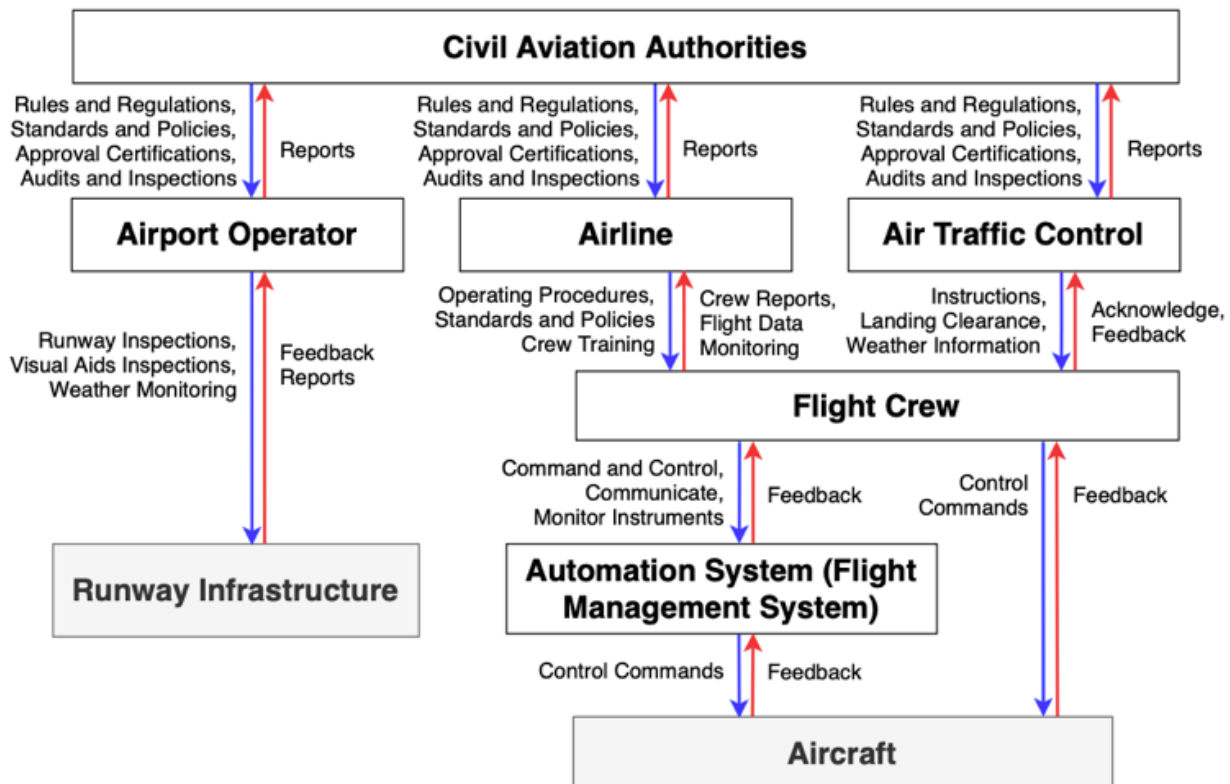 Civil Aviation Authorities
Rules and Regulations,
Standards and Policies,
Approval Certifications,
Audits and Inspections
Reports
Rules and Regulations,
Standards and Policies,
Approval Certifications,
Audits and Inspections
Reports
Rules and Regulations,
Standards and Policies,
Approval Certifications,
Audits and Inspections
Reports
Airport Operator
Airline
Air Traffic Control
Runway Inspections,
Visual Aids Inspections,
Weather Monitoring
Feedback
Reports
Operating Procedures,
Standards and Policies
Crew Training
Crew Reports,
Flight Data
Monitoring
Instructions,
Landing Clearance,
Weather Information
Acknowledge,
Feedback
Flight Crew
Command and Control,
Communicate,
Monitor Instruments
Feedback
Control
Commands
Feedback
Runway Infrastructure
Automation System (Flight
Management System)
Control Commands
Feedback
Aircraft